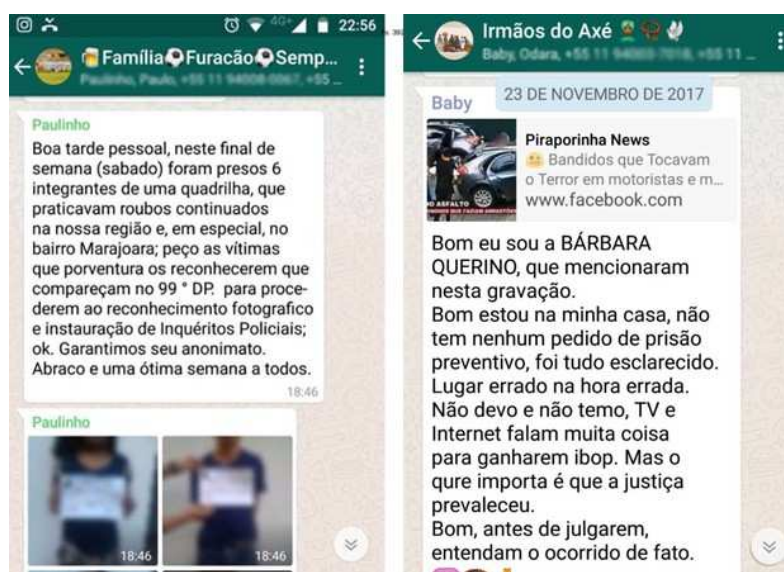 4G+ 22:56
Família Furacão Semp...
Paulinho, Paulo, +55 11
+55 ...
Paulinho
Boa tarde pessoal, neste final de
semana (sabado) foram presos 6
integrantes de uma quadrilha, que
praticavam roubos continuados
na nossa região e, em especial, no
bairro Marajoara; peço as vítimas
que porventura os reconhecerem que
compareçam no 99 ° DP. para proce-
derem ao reconhecimento fotografico
e instauração de Inquéritos Policiais;
ok. Garantimos seu anonimato.
Abraco e uma ótima semana a todos.
18:46
Paulinho
18:46
18:46
Irmãos do Axé
Baby, Odara, +55 11
+55 11 ...
23 DE NOVEMBRO DE 2017
Baby
Piraporinha News
Bandidos que Tocavam
o Terror em motoristas e m...
www.facebook.com
Bom eu sou a BÁRBARA
QUERINO, que mencionaram
nesta gravação.
Bom estou na minha casa, não
tem nenhum pedido de prisão
preventivo, foi tudo esclarecido.
Lugar errado na hora errada.
Não devo e não temo, TV e
Internet falam muita coisa
para ganharem ibop. Mas o
qure importa é que a justiça
prevaleceu.
Bom, antes de julgarem,
entendam o ocorrido de fato.